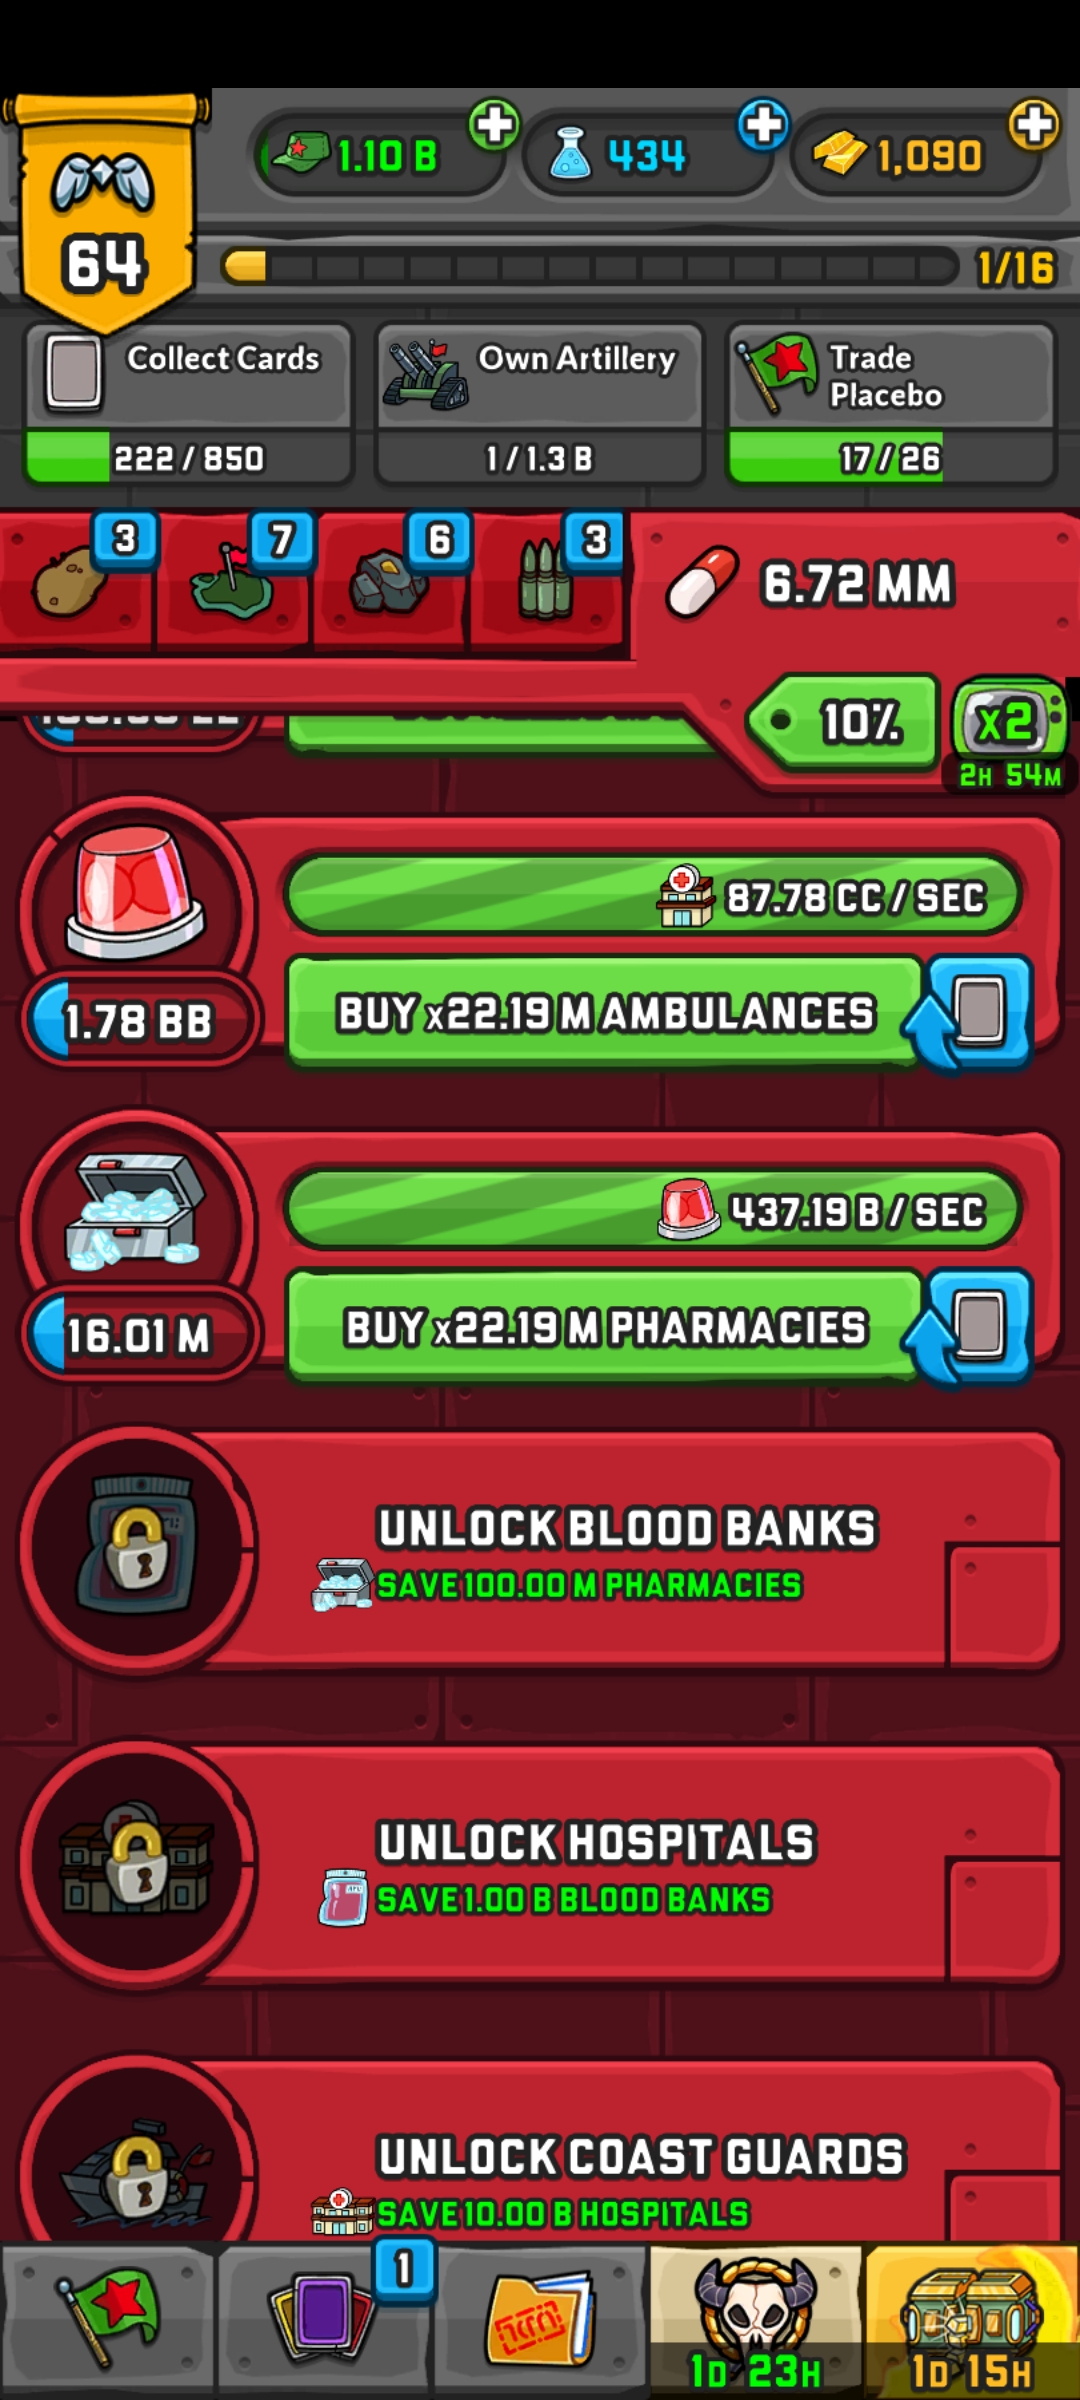 1.10 B
434
1,090
64
1/16
Collect Cards
222 / 850
Own Artillery
1 / 1.3 B
Trade
Placebo
17 / 26
3
7
6
3
6.72 MM
10%
X2
2H 54M
87.78 CC / SEC
1.78 BB
BUY x22.19 M AMBULANCES
437.19 B / SEC
16.01 M
BUY x22.19 M PHARMACIES
UNLOCK BLOOD BANKS
SAVE 100.00 M PHARMACIES
UNLOCK HOSPITALS
SAVE 1.00 B BLOOD BANKS
UNLOCK COAST GUARDS
SAVE 10.00 B HOSPITALS
1
1D 23H
1D 15H